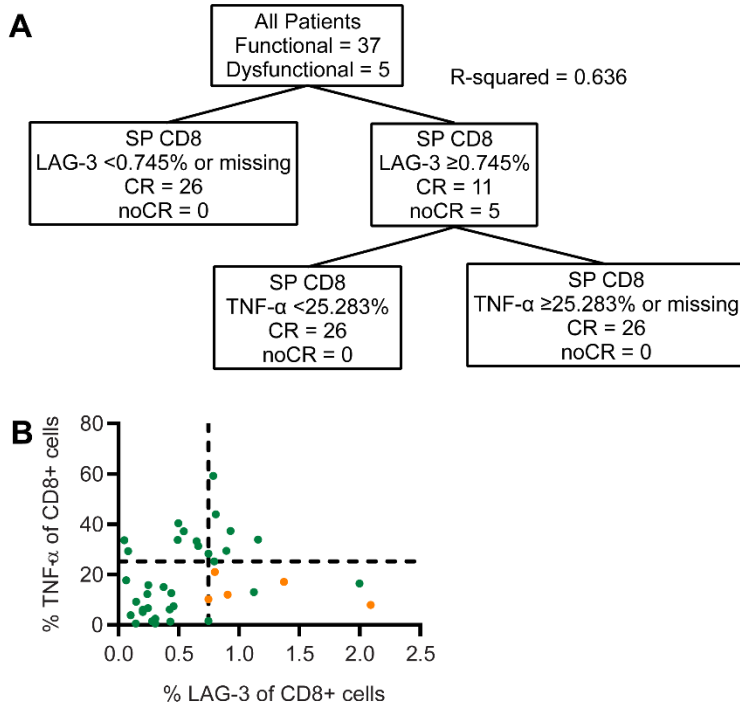 A
All Patients
Functional = 37
Dysfunctional = 5
R-squared = 0.636
SP CD8
LAG-3 <0.745% or missing
CR = 26
noCR = 0
SP CD8
LAG-3 ≥0.745%
CR = 11
noCR = 5
SP CD8
TNF-α <25.283%
CR = 26
noCR = 0
SP CD8
TNF-α ≥25.283% or missing
CR = 26
noCR = 0
B
% TNF-α of CD8+ cells
80
60
40
20
0
0.0 0.5 1.0 1.5 2.0 2.5
% LAG-3 of CD8+ cells